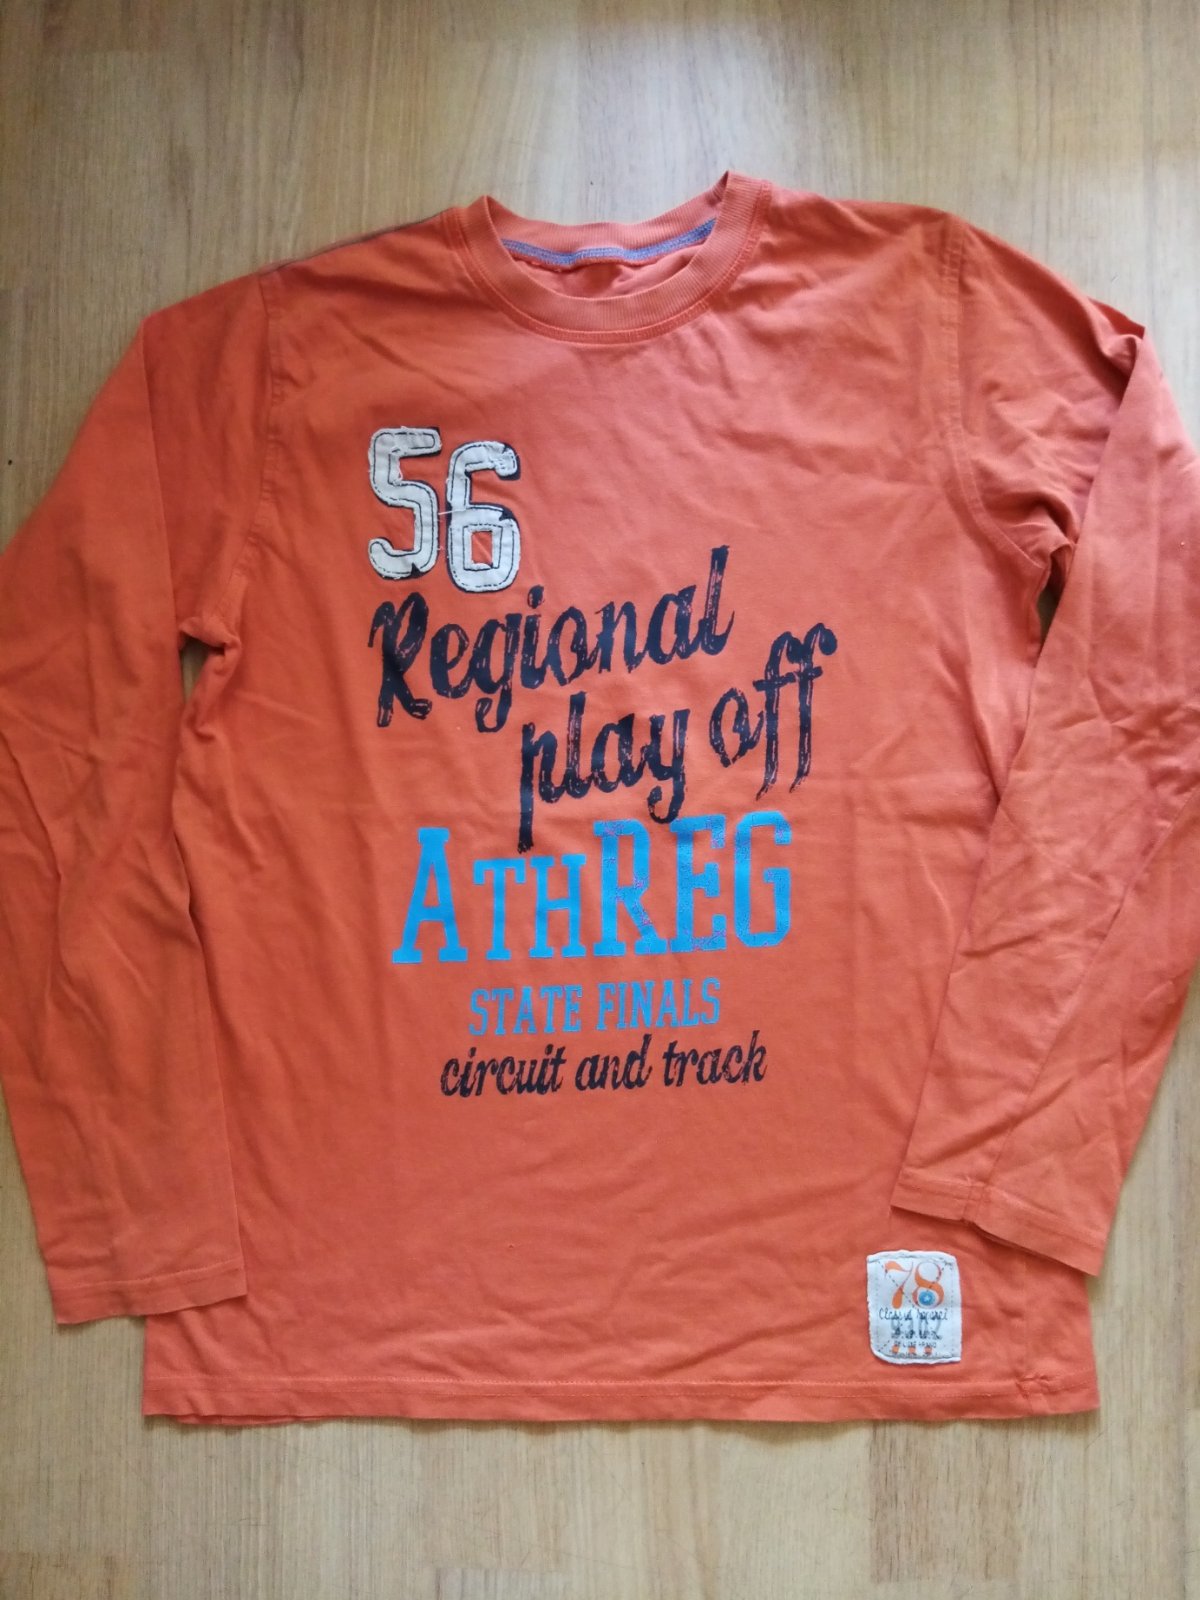 56
Regional
play off
ATHREG
STATE FINALS
circuit and track
78